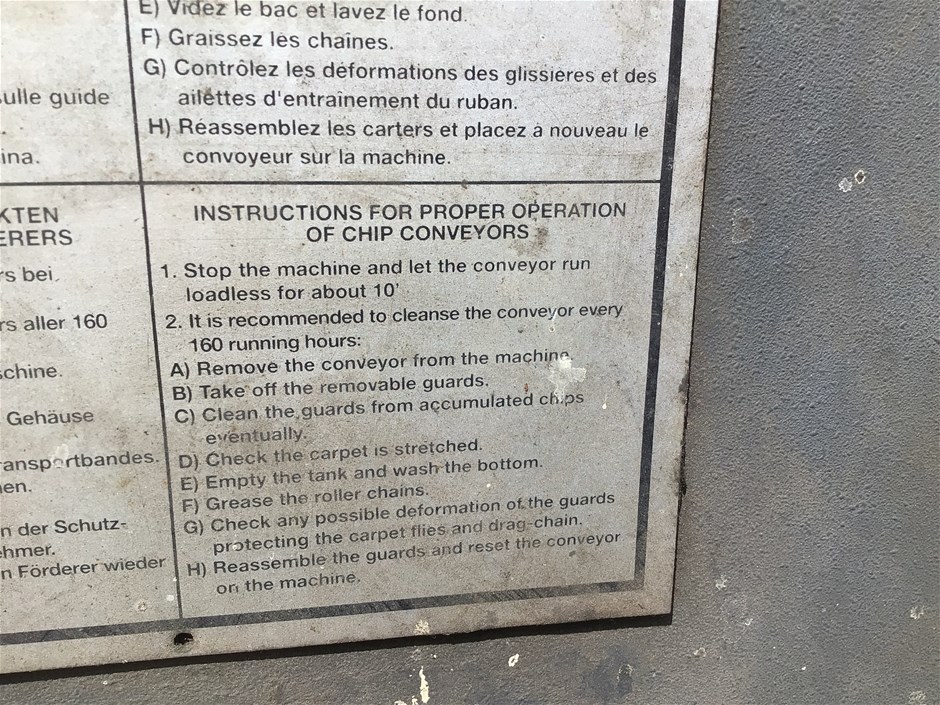 E) Videz le bac et lavez le fond.
F) Graissez les chaînes.
G) Contrôlez les déformations des glissières et des
ailettes d'entraînement du ruban.
H) Réassemblez les carters et placez à nouveau le
convoyeur sur la machine.
ulle guide
.
ina.
KTEN
ERERS
rs bei
rs aller 160
schine.
Gehäuse
ansportbandes.
en.
n der Schutz-
ehmer.
n Förderer wieder
INSTRUCTIONS FOR PROPER OPERATION
OF CHIP CONVEYORS
1. Stop the machine and let the conveyor run
loadless for about 10'
2. It is recommended to cleanse the conveyor every
160 running hours:
A) Remove the conveyor from the machine.
B) Take off the removable guards.
C) Clean the guards from accumulated chips
eventually.
D) Check the carpet is stretched.
E) Empty the tank and wash the bottom.
F) Grease the roller chains.
G) Check any possible deformation of the guards
protecting the carpet flies and drag-chain.
H) Reassemble the guards and reset the conveyor
on the machine.